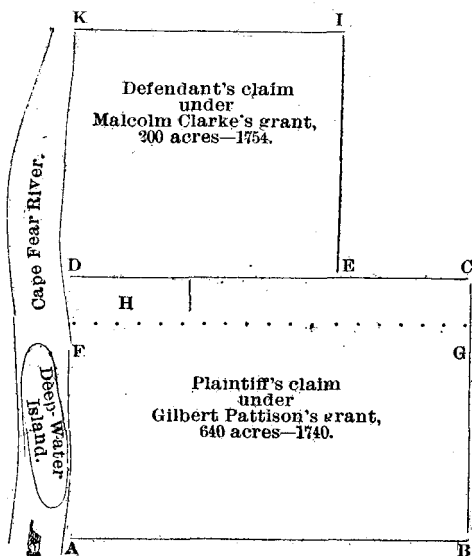 K I
Defendant's claim
under
Malcolm Clarke's grant,
200 acres—1754.
Cape Fear River.
D E C
H
F G
Deep-Water
Island.
Plaintiff's claim
under
Gilbert Pattison's grant,
640 acres—1740.
A B